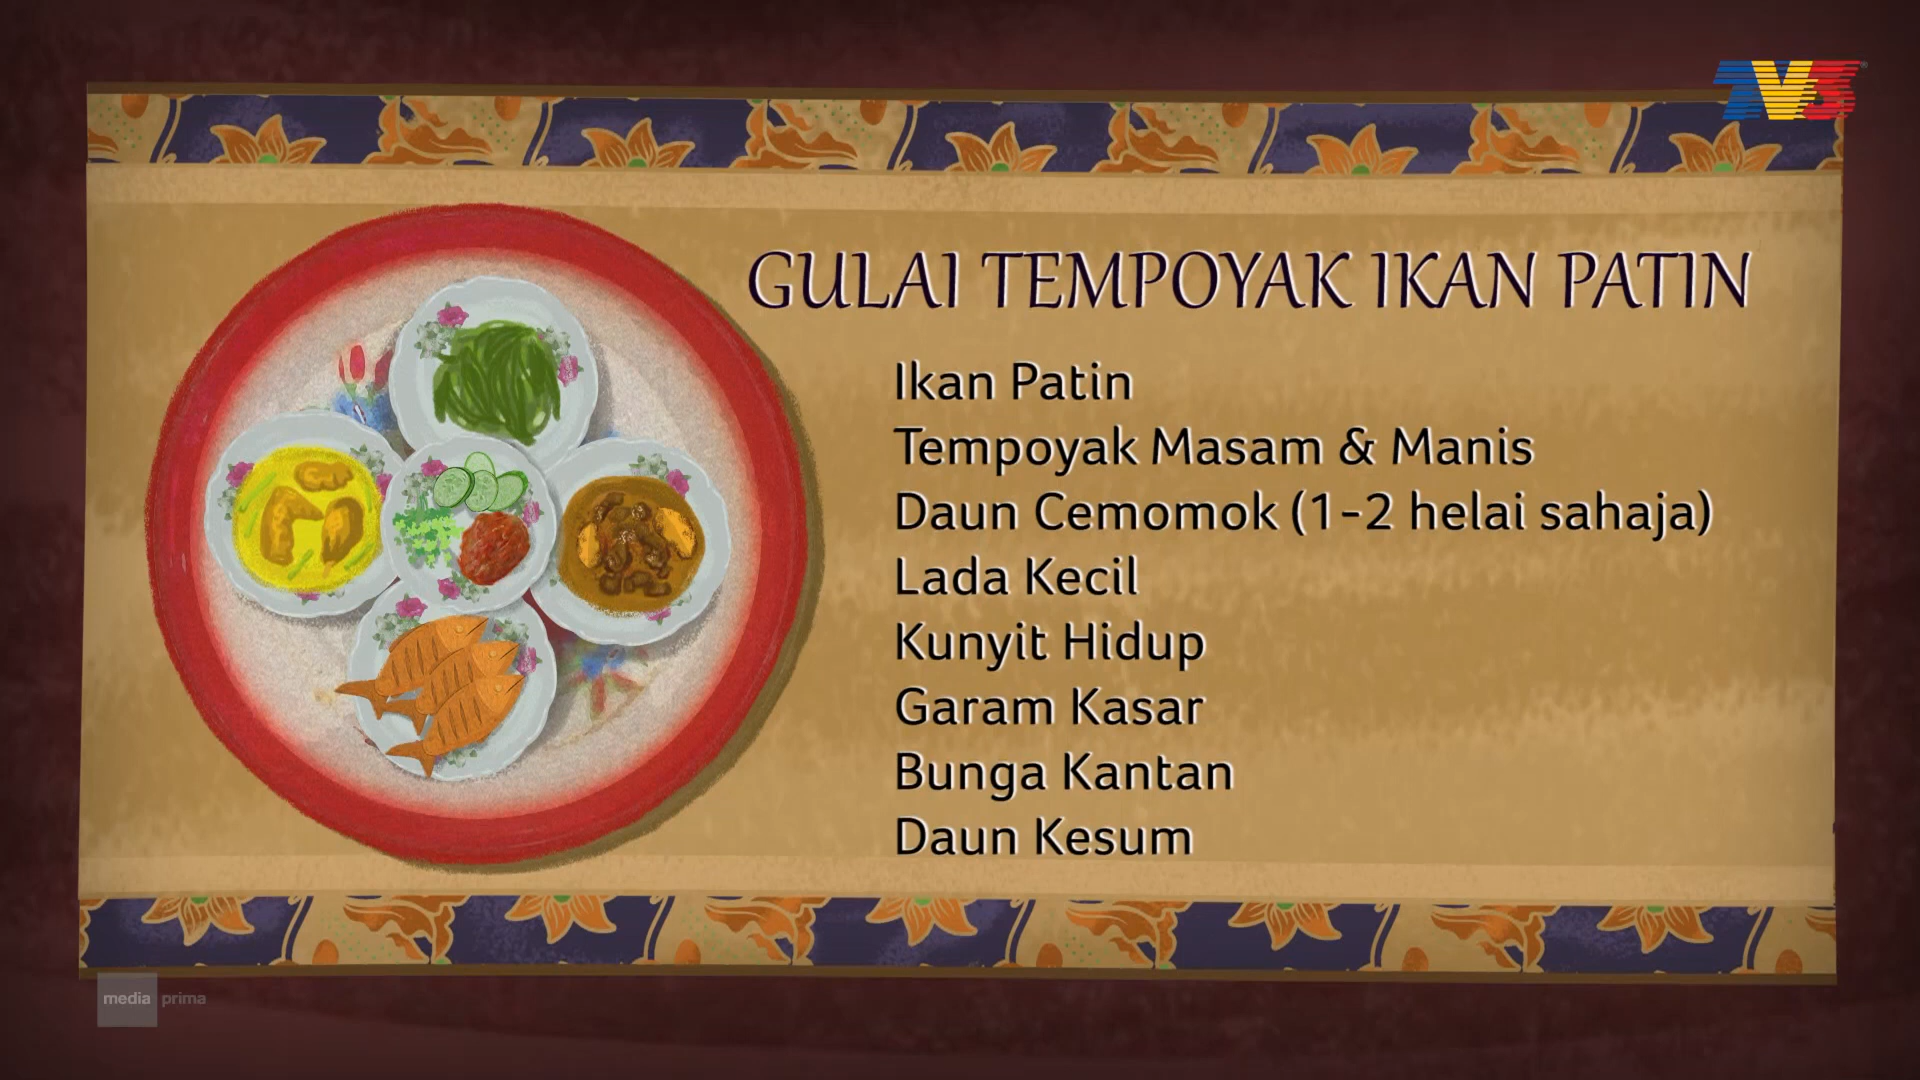 TV3
GULAI TEMPOYAK IKAN PATIN
Ikan Patin
Tempoyak Masam & Manis
Daun Cemomok (1-2 helai sahaja)
Lada Kecil
Kunyit Hidup
Garam Kasar
Bunga Kantan
Daun Kesum
media prima